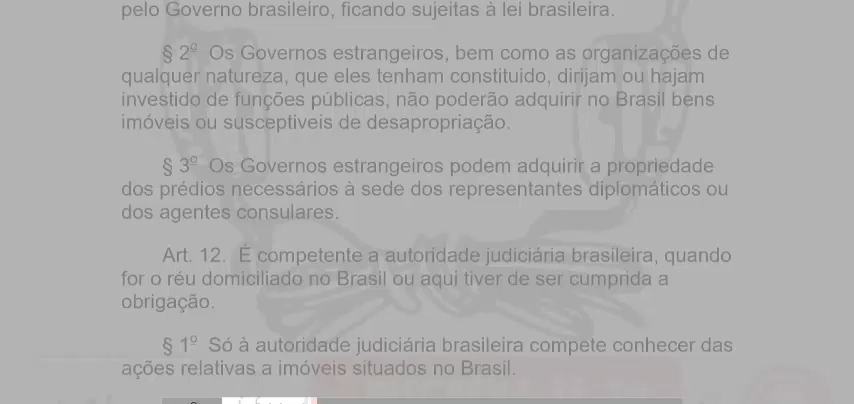 pelo Governo brasileiro, ficando sujeitas à lei brasileira.
§ 2º Os Governos estrangeiros, bem como as organizações de
qualquer natureza, que eles tenham constituido, dirijam ou hajam
investido de funções públicas, não poderão adquirir no Brasil bens
imóveis ou susceptiveis de desapropriação.
§ 3º Os Governos estrangeiros podem adquirir a propriedade
dos prédios necessários à sede dos representantes diplomáticos ou
dos agentes consulares.
Art. 12. É competente a autoridade judiciária brasileira, quando
for o réu domiciliado no Brasil ou aqui tiver de ser cumprida a
obrigação.
§ 1º Só à autoridade judiciária brasileira compete conhecer das
ações relativas a imóveis situados no Brasil.